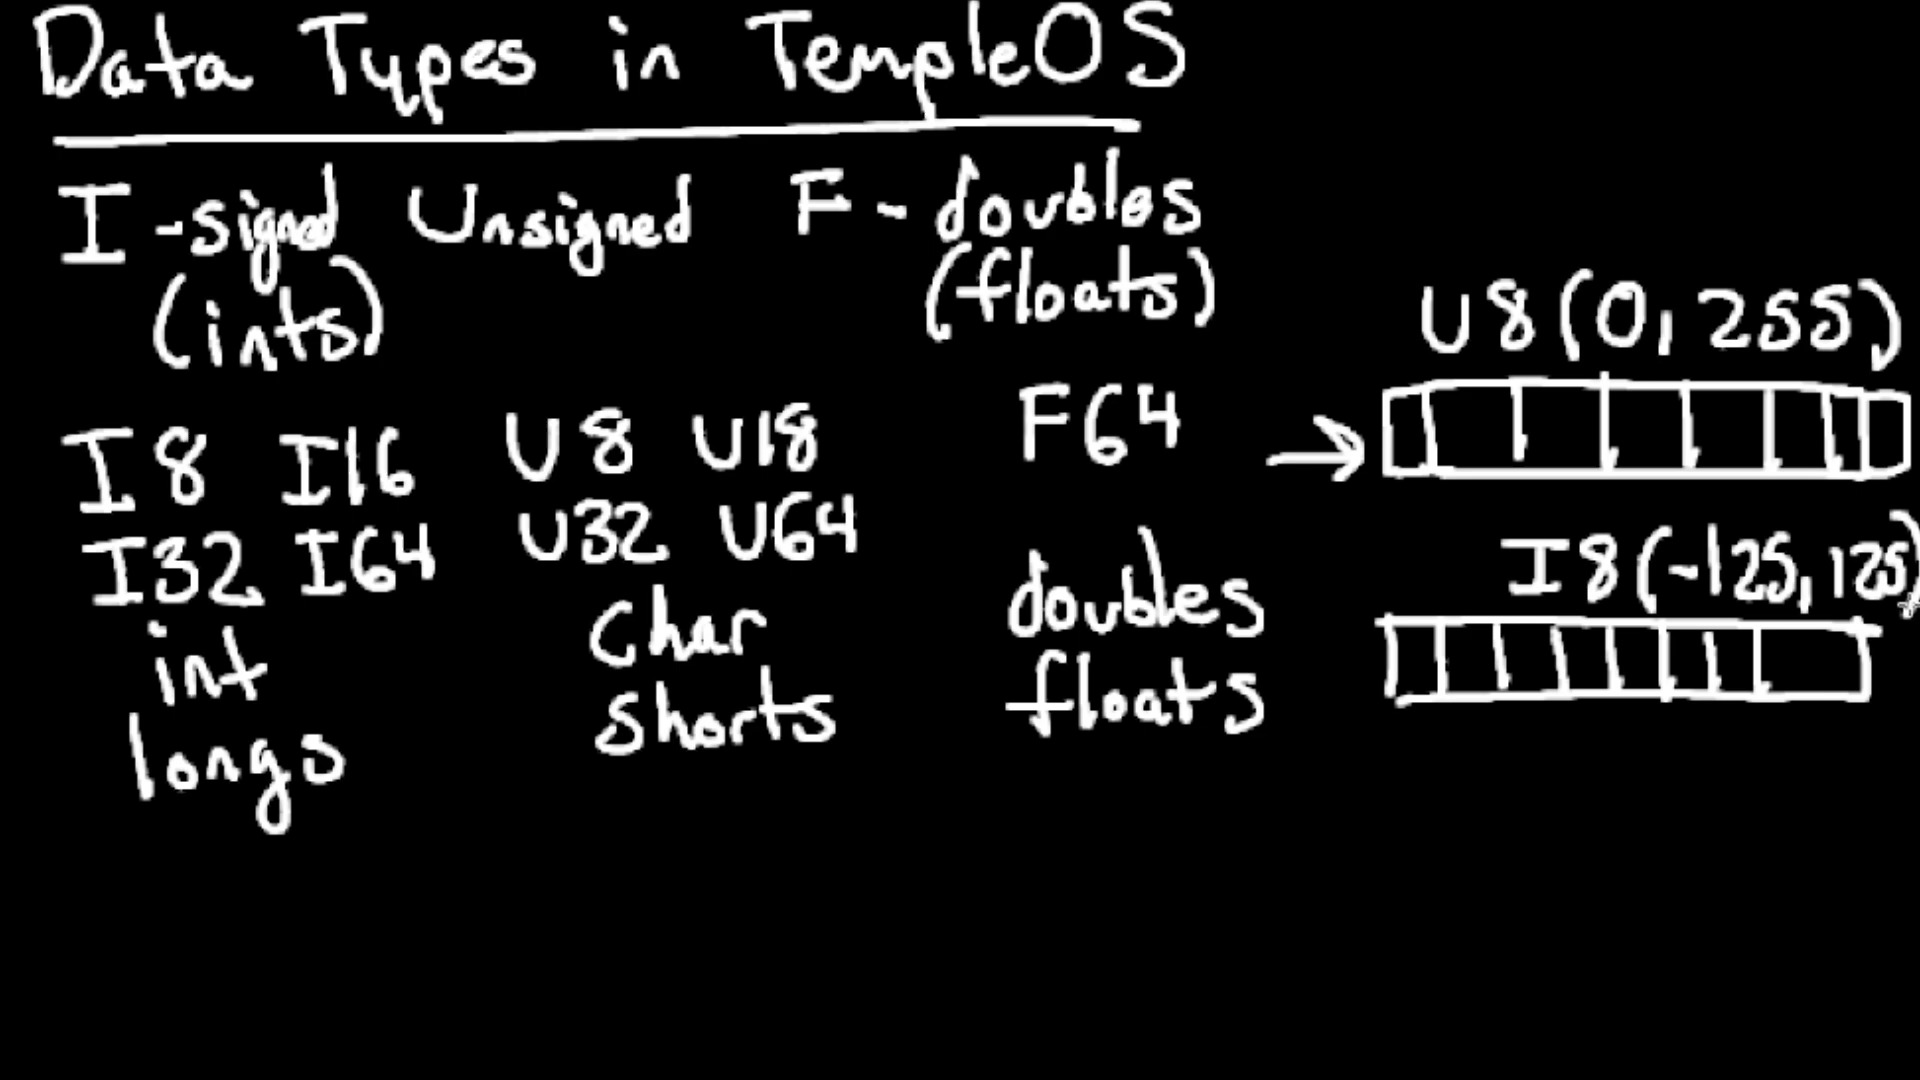 Data Types in TempleOS
I - signed Unsigned F - doubles
(ints) (floats)
U8 (0, 255)
I8 I16 U8 U18 F64
I32 I64 U32 U64
I8 (-125, 125)
int char doubles
longs shorts floats